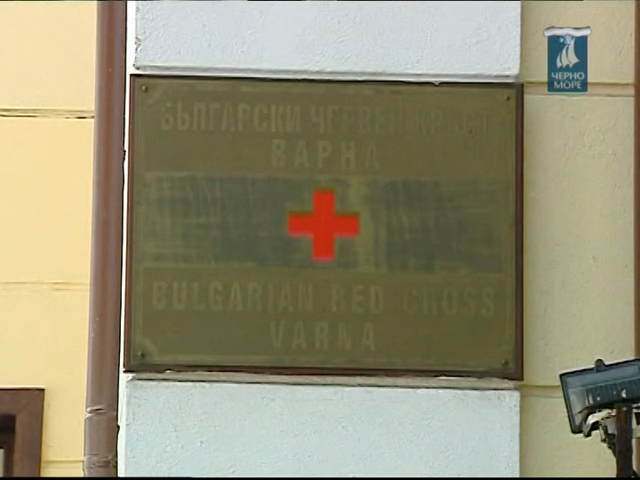 БЪЛГАРСКИ ЧЕРВЕН КРЪСТ
ВАРНА
BULGARIAN RED CROSS
VARNA
ЧЕРНО
МОРЕ